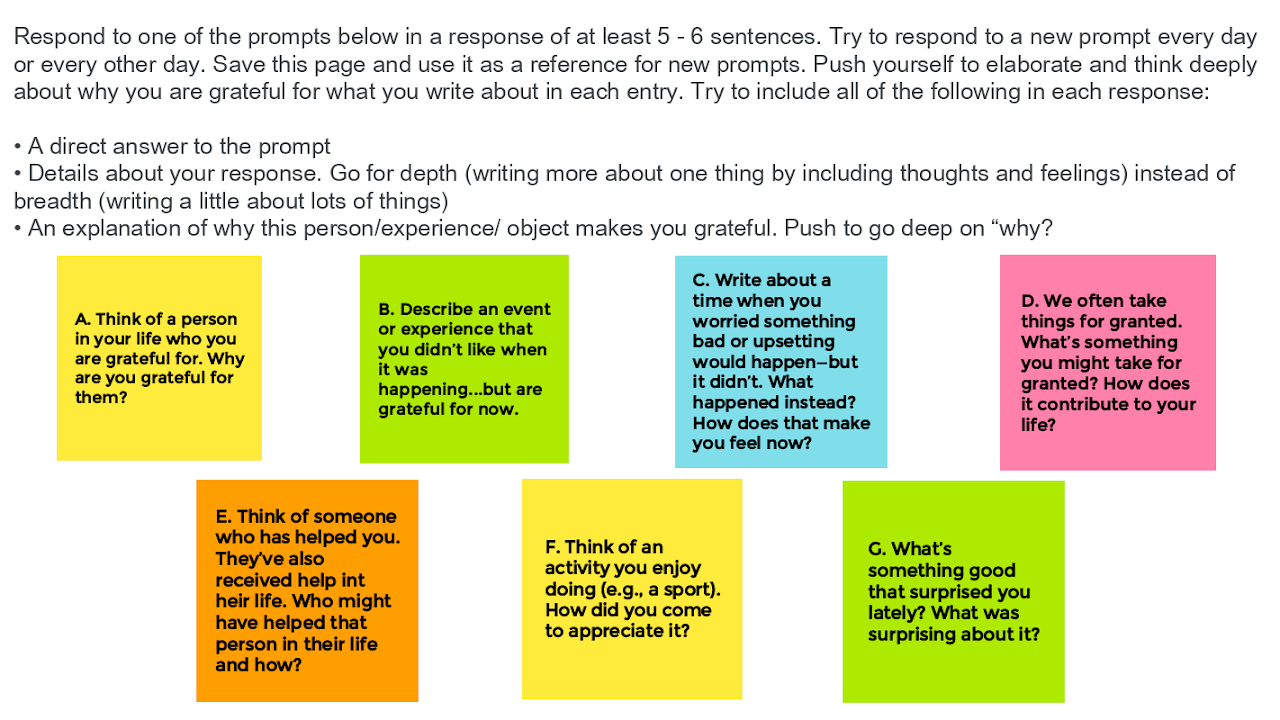 Respond to one of the prompts below in a response of at least 5 - 6 sentences. Try to respond to a new prompt every day
or every other day. Save this page and use it as a reference for new prompts. Push yourself to elaborate and think deeply
about why you are grateful for what you write about in each entry. Try to include all of the following in each response:
• A direct answer to the prompt
• Details about your response. Go for depth (writing more about one thing by including thoughts and feelings) instead of
breadth (writing a little about lots of things)
• An explanation of why this person/experience/ object makes you grateful. Push to go deep on “why?
A. Think of a person
in your life who you
are grateful for. Why
are you grateful for
them?
B. Describe an event
or experience that
you didn’t like when
it was
happening...but are
grateful for now.
C. Write about a
time when you
worried something
bad or upsetting
would happen—but
it didn’t. What
happened instead?
How does that make
you feel now?
D. We often take
things for granted.
What’s something
you might take for
granted? How does
it contribute to your
life?
E. Think of someone
who has helped you.
They’ve also
received help int
heir life. Who might
have helped that
person in their life
and how?
F. Think of an
activity you enjoy
doing (e.g., a sport).
How did you come
to appreciate it?
G. What’s
something good
that surprised you
lately? What was
surprising about it?